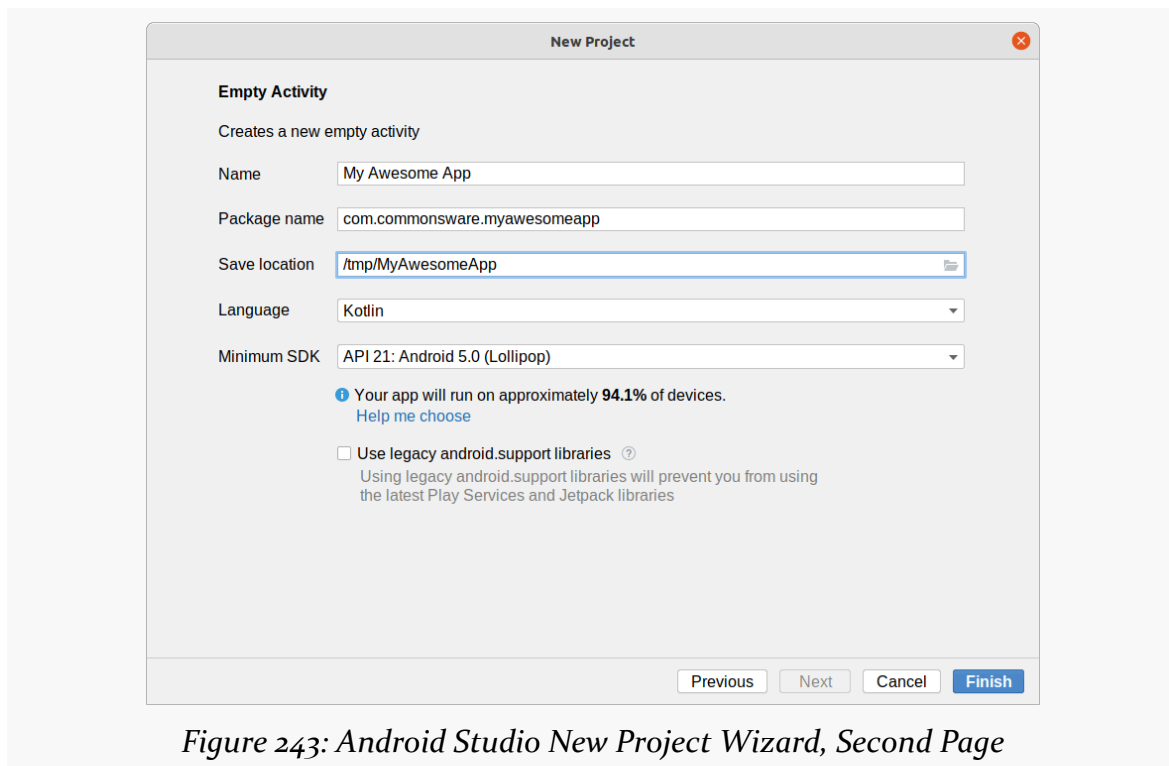 New Project
Empty Activity
Creates a new empty activity
Name My Awesome App
Package name com.commonsware.myawesomeapp
Save location /tmp/MyAwesomeApp
Language Kotlin
Minimum SDK API 21: Android 5.0 (Lollipop)
Your app will run on approximately 94.1% of devices.
Help me choose
Use legacy android.support libraries ?
Using legacy android.support libraries will prevent you from using
the latest Play Services and Jetpack libraries
Previous Next Cancel Finish
Figure 243: Android Studio New Project Wizard, Second Page